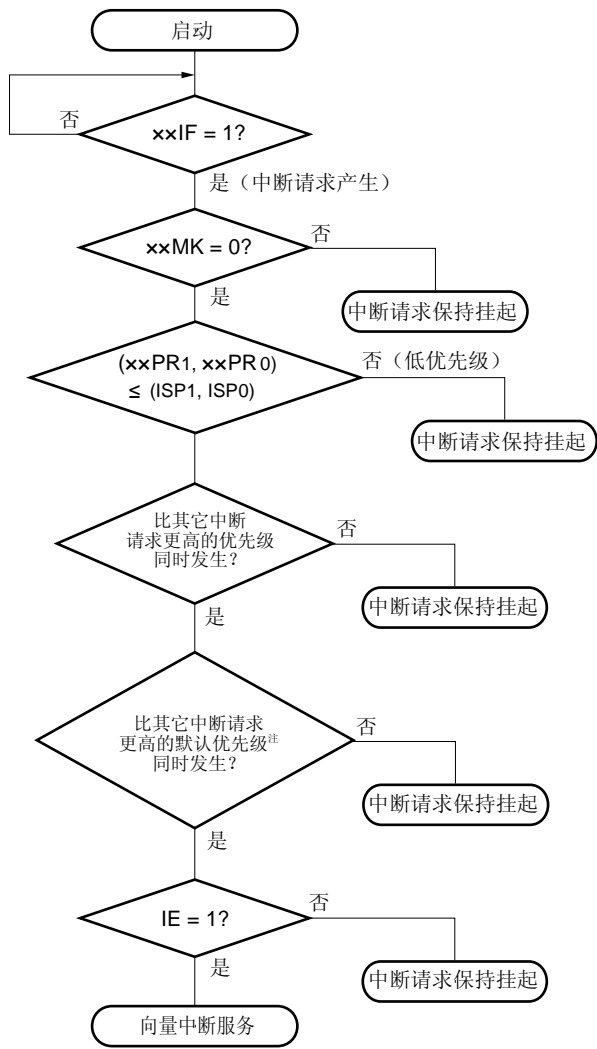 启动
否
××IF = 1?
是（中断请求产生）
否
××MK = 0?
是
中断请求保持挂起
(××PR1, ××PR 0)
≤ (ISP1, ISP0)
否（低优先级）
中断请求保持挂起
比其它中断
请求更高的优先级
同时发生？
否
中断请求保持挂起
是
比其它中断请求
更高的默认优先级注
同时发生？
否
中断请求保持挂起
是
IE = 1?
否
是
中断请求保持挂起
向量中断服务